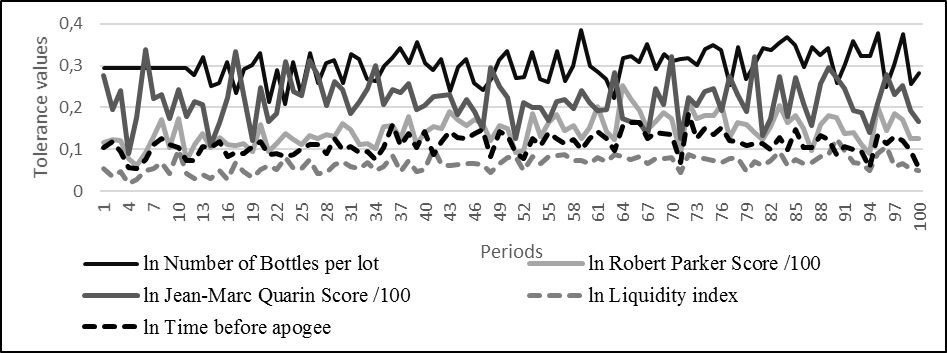 0,4
0,3
0,2
0,1
0
Tolerance values
1 4 7 10 13 16 19 22 25 28 31 34 37 40 43 46 49 52 55 58 61 64 67 70 73 76 79 82 85 88 91 94 97 100
Periods
ln Number of Bottles per lot
ln Robert Parker Score /100
ln Jean-Marc Quarin Score /100
ln Liquidity index
ln Time before apogee